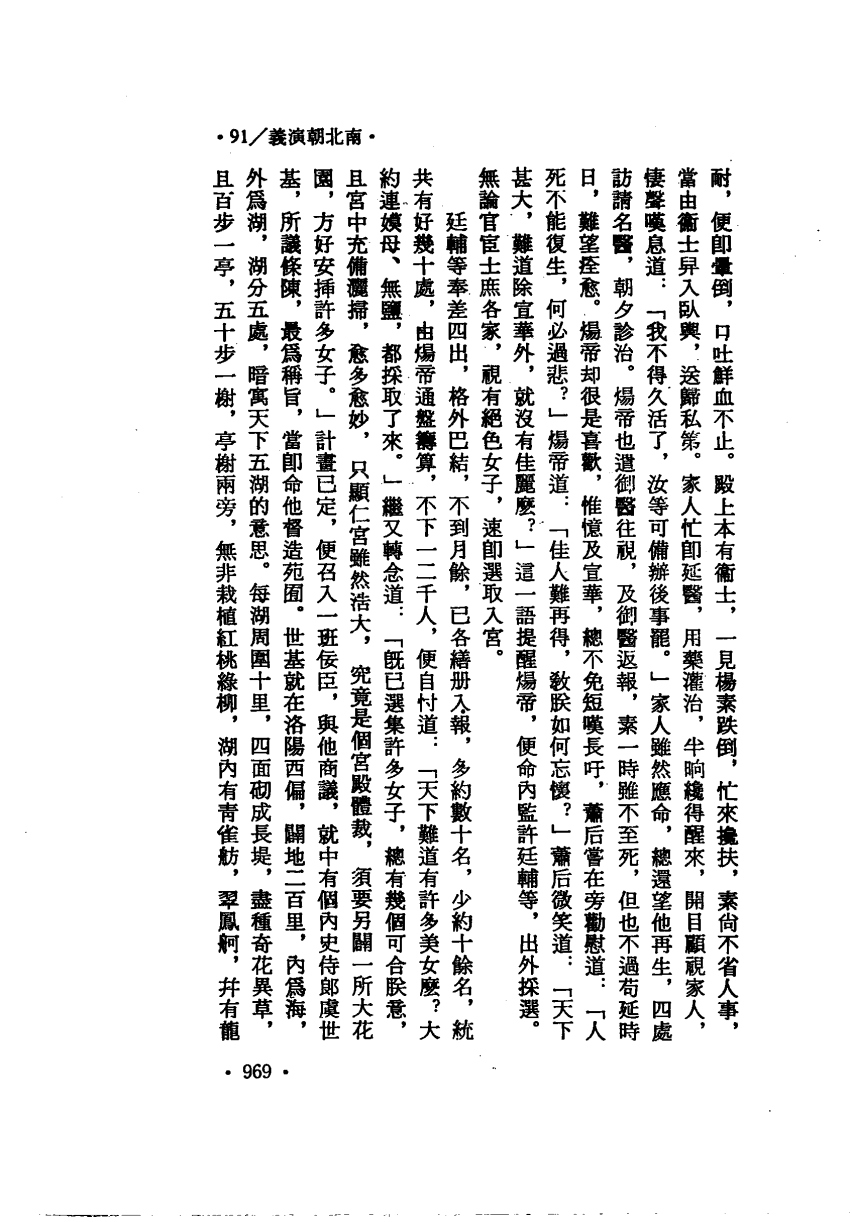 •91／義演朝北南•
耐，便卽暈倒，口吐鮮血不止。殿上本有衞士，一見楊素跌倒，忙來攙扶，素尙不省人事，
當由衞士舁入臥輿，送歸私第。家人忙卽延醫，用藥灌治，半晌纔得醒來，開目顧視家人，
悽聲嘆息道：「我不得久活了，汝等可備辦後事罷。」家人雖然應命，總還望他再生，四處
訪請名醫，朝夕診治。煬帝也遣御醫往視，及御醫返報，素一時雖不至死，但也不過苟延時
日，難望痊愈。煬帝却很是喜歡，惟憶及宣華，總不免短嘆長吁，蕭后嘗在旁勸慰道：「人
死不能復生，何必過悲？」煬帝道：「佳人難再得，敎朕如何忘懷？」蕭后微笑道：「天下
甚大，難道除宣華外，就沒有佳麗麼？」這一語提醒煬帝，便命內監許廷輔等，出外採選。
無論官宦士庶各家，視有絕色女子，速卽選取入宮。
廷輔等奉差四出，格外巴結，不到月餘，已各繕册入報，多約數十名，少約十餘名，統
共有好幾十處，由煬帝通盤籌算，不下一二千人，便自忖道：「天下難道有許多美女麼？大
約連嫫母、無鹽，都採取了來。」繼又轉念道：「旣已選集許多女子，總有幾個可合朕意，
且宮中充備灑掃，愈多愈妙，只顯仁宮雖然浩大，究竟是個宮殿體裁，須要另闢一所大花
園，方好安揷許多女子。」計畫已定，便召入一班佞臣，與他商議，就中有個內史侍郎虞世
基，所議條陳，最爲稱旨，當卽命他督造苑囿。世基就在洛陽西偏，闢地二百里，內爲海，
外爲湖，湖分五處，暗寓天下五湖的意思。每湖周圍十里，四面砌成長堤，盡種奇花異草，
且百步一亭，五十步一榭，亭榭兩旁，無非栽植紅桃綠柳，湖內有靑雀舫，翠鳳舸，幷有龍
•969•